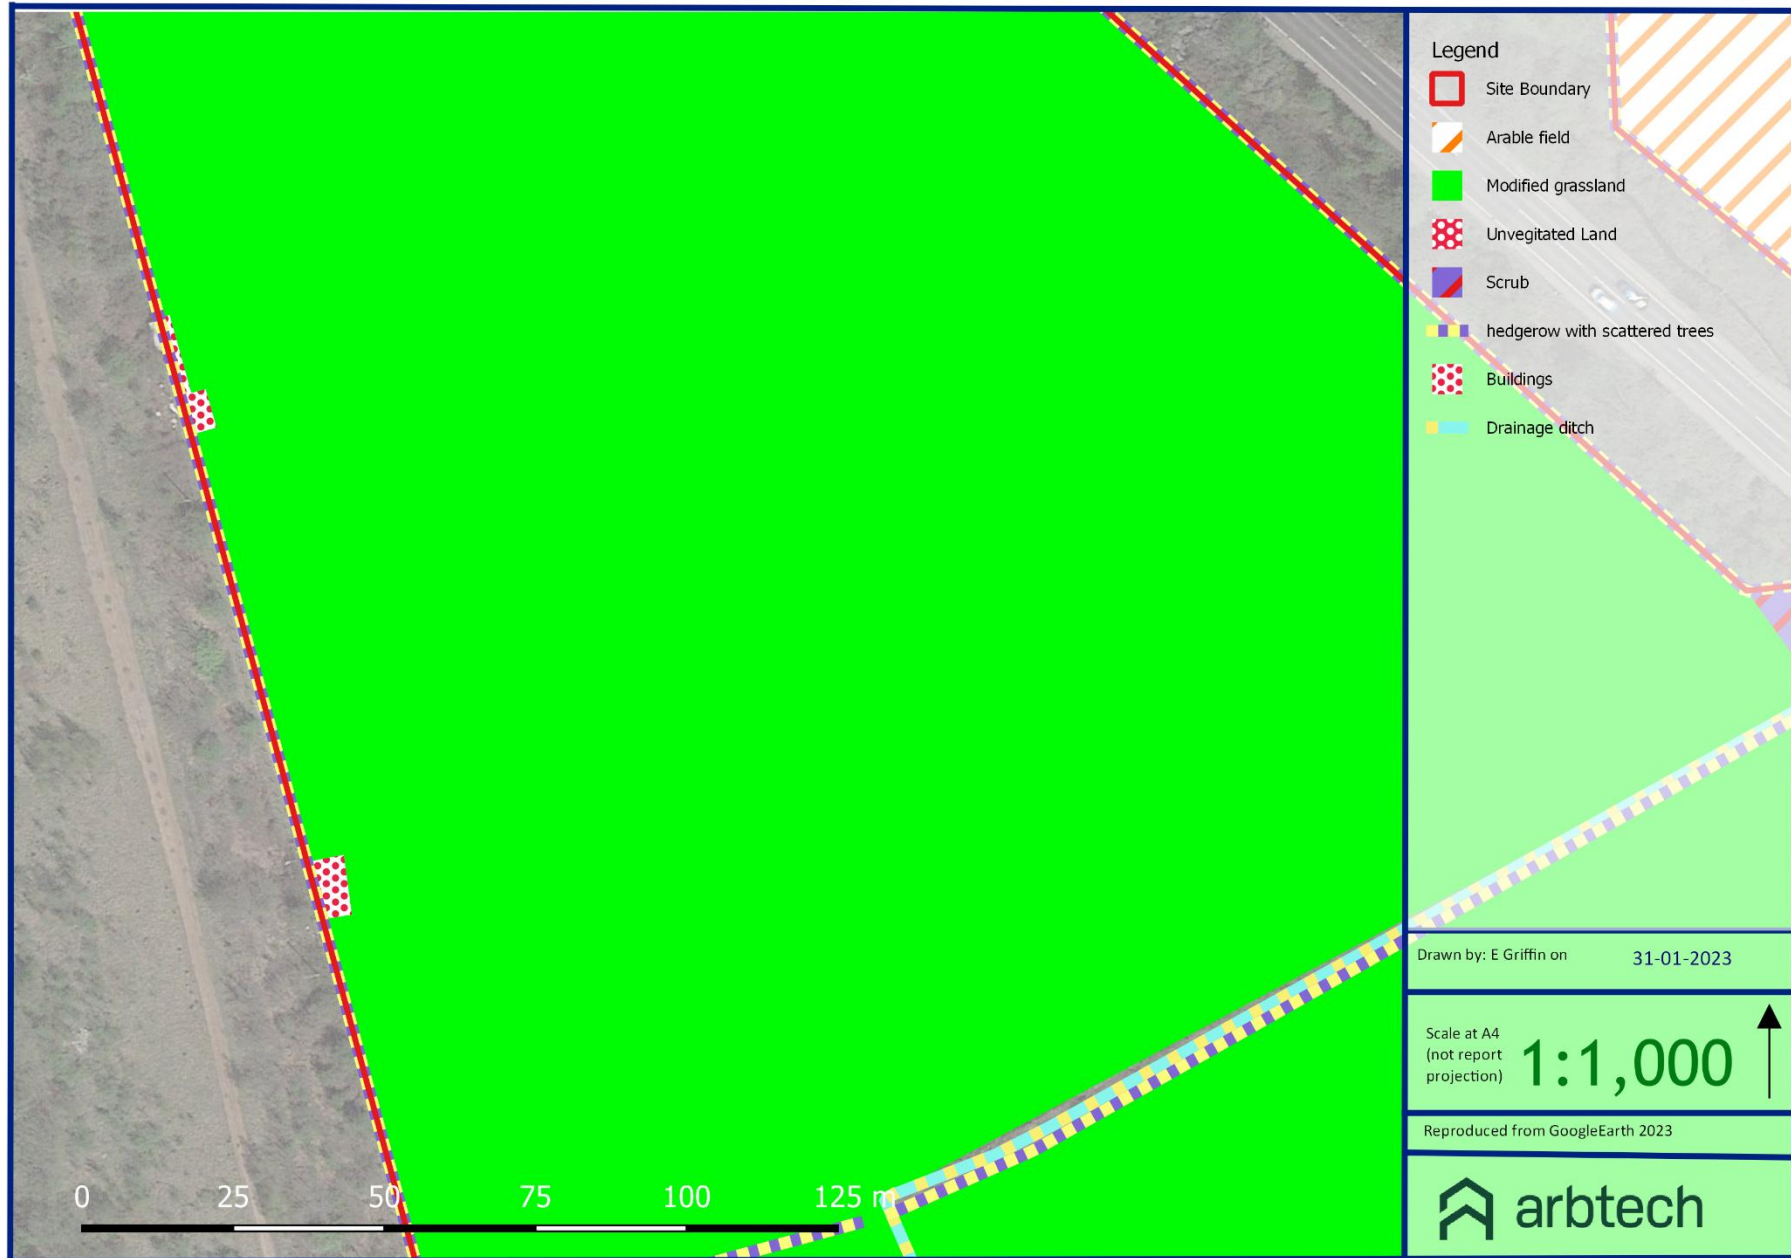 Legend
Site Boundary
Arable field
Modified grassland
Unvegitated Land
Scrub
hedgerow with scattered trees
Buildings
Drainage ditch
Drawn by: E Griffin on 31-01-2023
Scale at A4
(not report
projection)
1:1,000
Reproduced from GoogleEarth 2023
arbtech
0 25 50 75 100 125 m